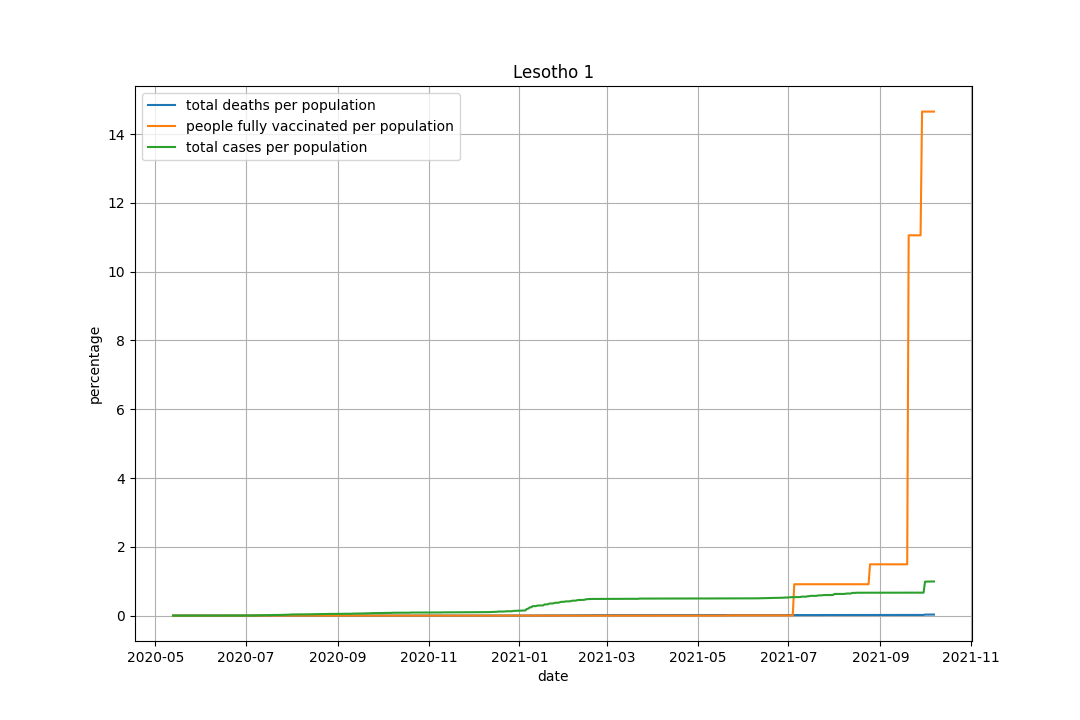 Lesotho 1
total deaths per population
people fully vaccinated per population
total cases per population
percentage
14
12
10
8
6
4
2
0
2020-05 2020-07 2020-09 2020-11 2021-01 2021-03 2021-05 2021-07 2021-09 2021-11
date